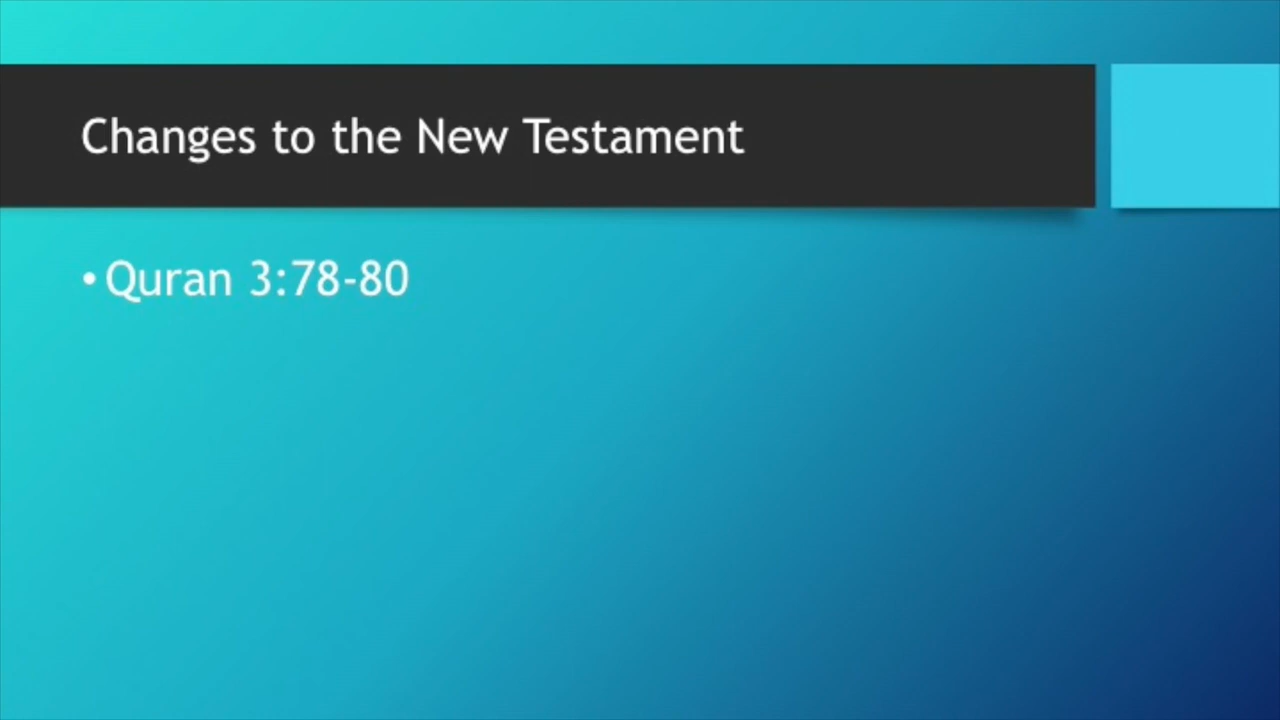 Changes to the New Testament
• Quran 3:78-80